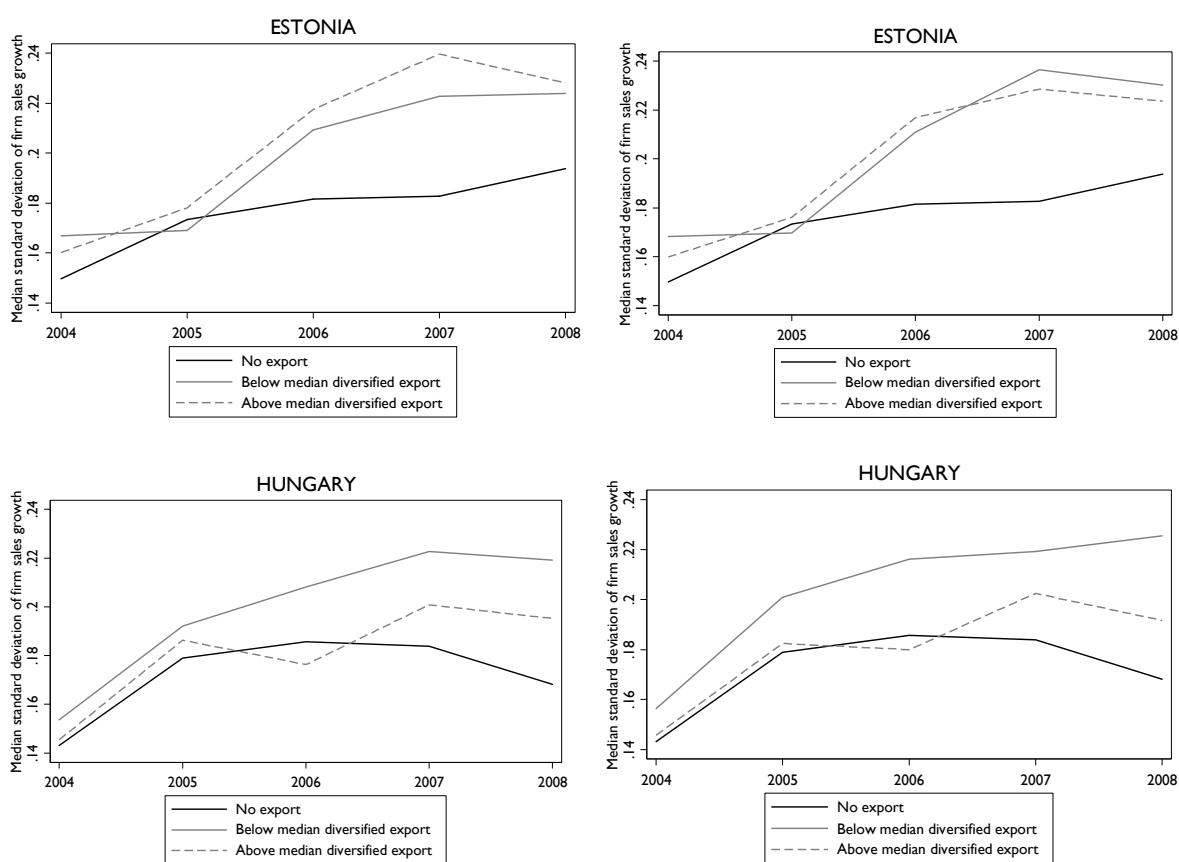 ESTONIA
Median standard deviation of firm sales growth
.24
.22
.2
.18
.16
.14
2004 2005 2006 2007 2008
No export
Below median diversified export
Above median diversified export
ESTONIA
Median standard deviation of firm sales growth
.24
.22
.2
.18
.16
.14
2004 2005 2006 2007 2008
No export
Below median diversified export
Above median diversified export
HUNGARY
Median standard deviation of firm sales growth
.24
.22
.2
.18
.16
.14
2004 2005 2006 2007 2008
No export
Below median diversified export
Above median diversified export
HUNGARY
Median standard deviation of firm sales growth
.24
.22
.2
.18
.16
.14
2004 2005 2006 2007 2008
No export
Below median diversified export
Above median diversified export